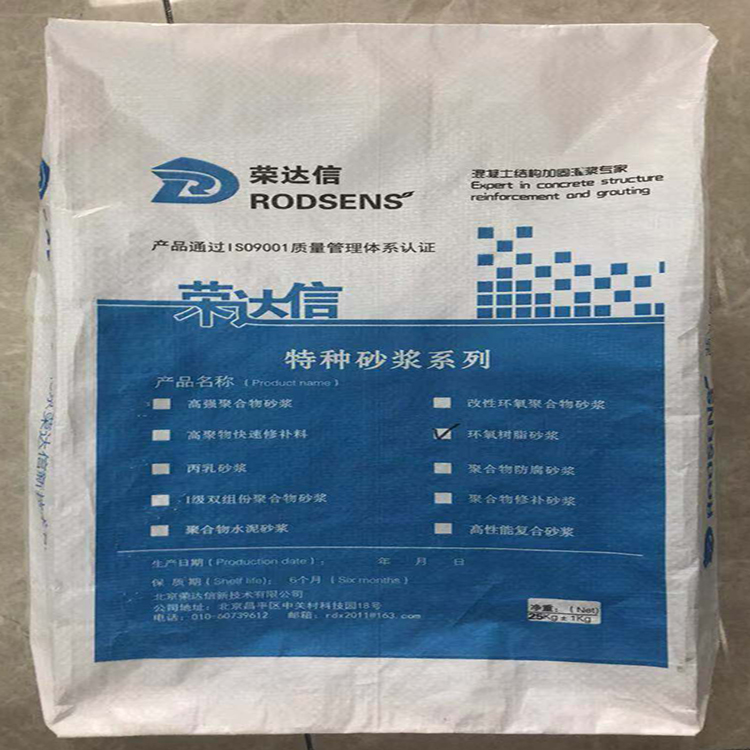 荣达信
RODSENS
混凝土结构加固灌浆专家
Expert in concrete structure
reinforcement and grouting
产品通过ISO9001质量管理体系认证
荣达信
特种砂浆系列
产品名称 (Product name)
高强聚合物砂浆
改性环氧聚合物砂浆
高聚物快速修补料
环氧树脂砂浆
丙乳砂浆
聚合物防腐砂浆
I级双组份聚合物砂浆
聚合物修补砂浆
聚合物水泥砂浆
高性能复合砂浆
生产日期(Production date): 年 月 日
保质期(Shelf life): 6个月(Six months)
北京荣达信新技术有限公司
公司地址:北京昌平区中关村科技园18号
电话:010-60739612 邮箱:rdx2011@163.com
净重: (Net)
25Kg±1Kg
RODSENS